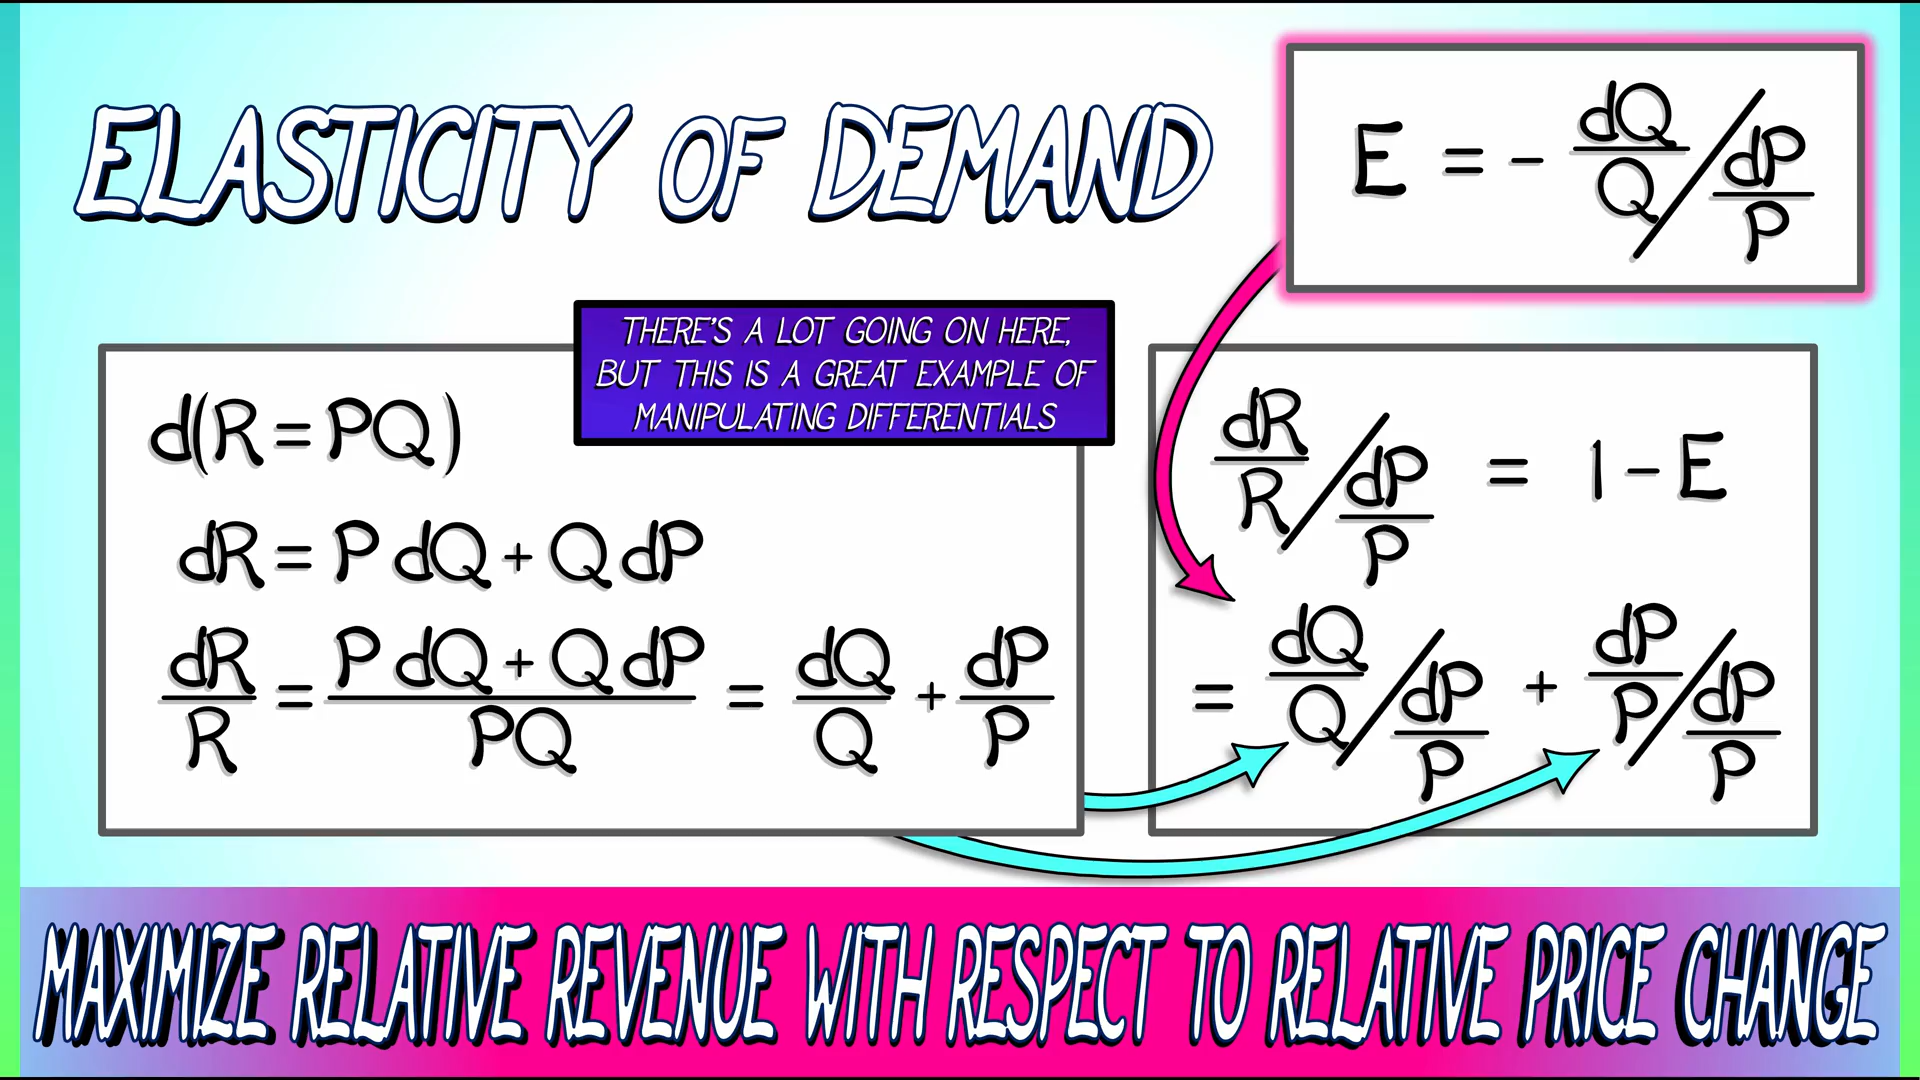 ELASTICITY OF DEMAND
E = - dQ/Q / dP/P
THERE'S A LOT GOING ON HERE,
BUT THIS IS A GREAT EXAMPLE OF
MANIPULATING DIFFERENTIALS
d(R = PQ)
dR = P dQ + Q dP
dR/R = P dQ + Q dP/PQ = dQ/Q + dP/P
dR/R / dP/P = 1 - E
= dQ/Q / dP/P + dP/P / dP/P
MAXIMIZE RELATIVE REVENUE WITH RESPECT TO RELATIVE PRICE CHANGE